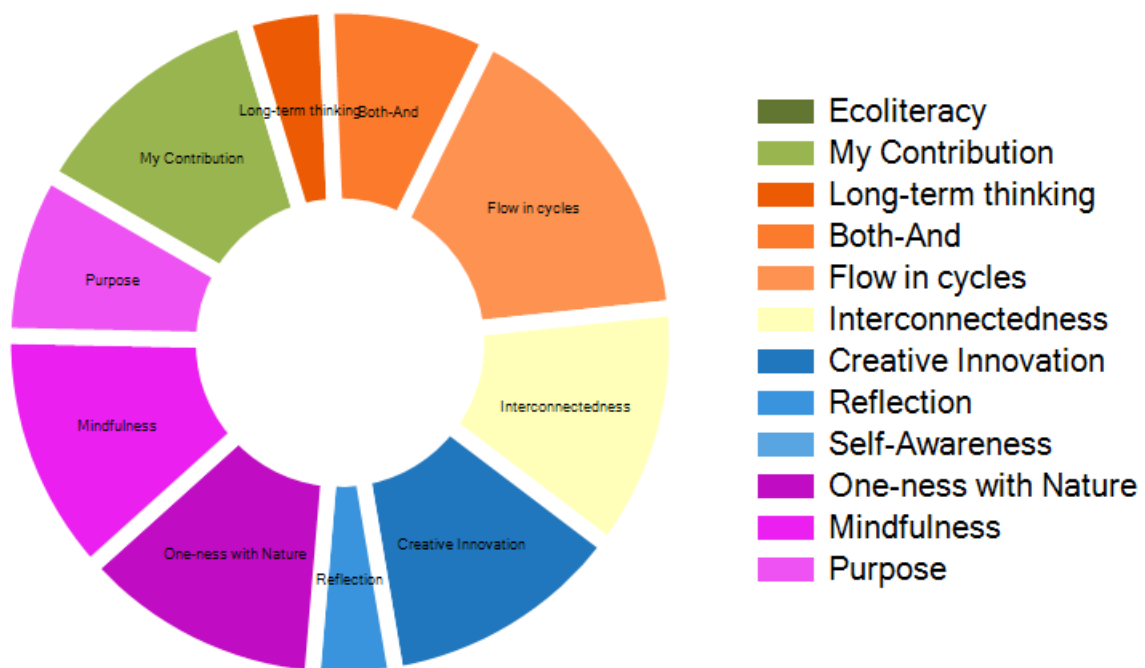 Long-term thinking
Both-And
My Contribution
Flow in cycles
Purpose
Interconnectedness
Mindfulness
Creative Innovation
One-ness with Nature
Reflection
Ecoliteracy
My Contribution
Long-term thinking
Both-And
Flow in cycles
Interconnectedness
Creative Innovation
Reflection
Self-Awareness
One-ness with Nature
Mindfulness
Purpose